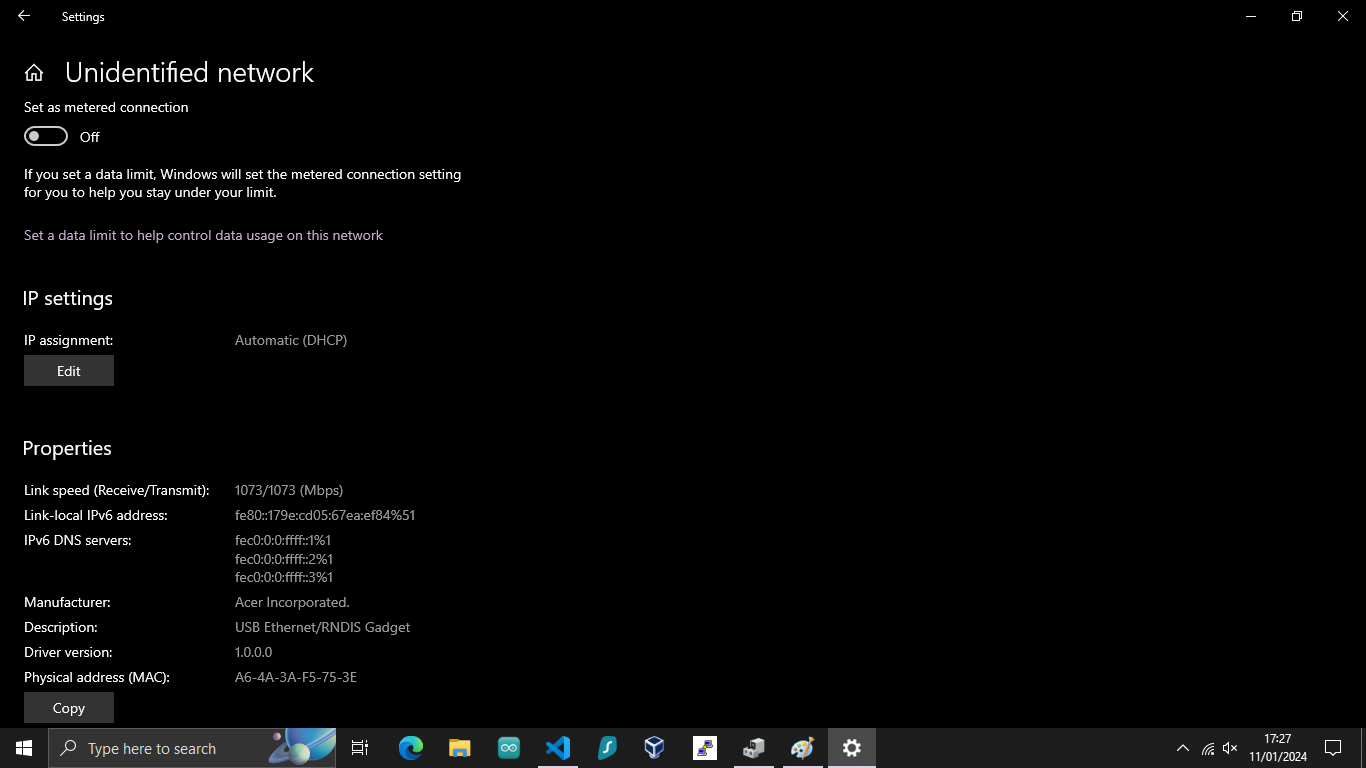 Settings
Unidentified network
Set as metered connection
Off
If you set a data limit, Windows will set the metered connection setting
for you to help you stay under your limit.
Set a data limit to help control data usage on this network
IP settings
IP assignment: Automatic (DHCP)
Edit
Properties
Link speed (Receive/Transmit): 1073/1073 (Mbps)
Link-local IPv6 address: fe80::179e:cd05:67ea:ef84%51
IPv6 DNS servers: fec0:0:0:ffff::1%1
fec0:0:0:ffff::2%1
fec0:0:0:ffff::3%1
Manufacturer: Acer Incorporated.
Description: USB Ethernet/RNDIS Gadget
Driver version: 1.0.0.0
Physical address (MAC): A6-4A-3A-F5-75-3E
Copy
Type here to search
17:27
11/01/2024